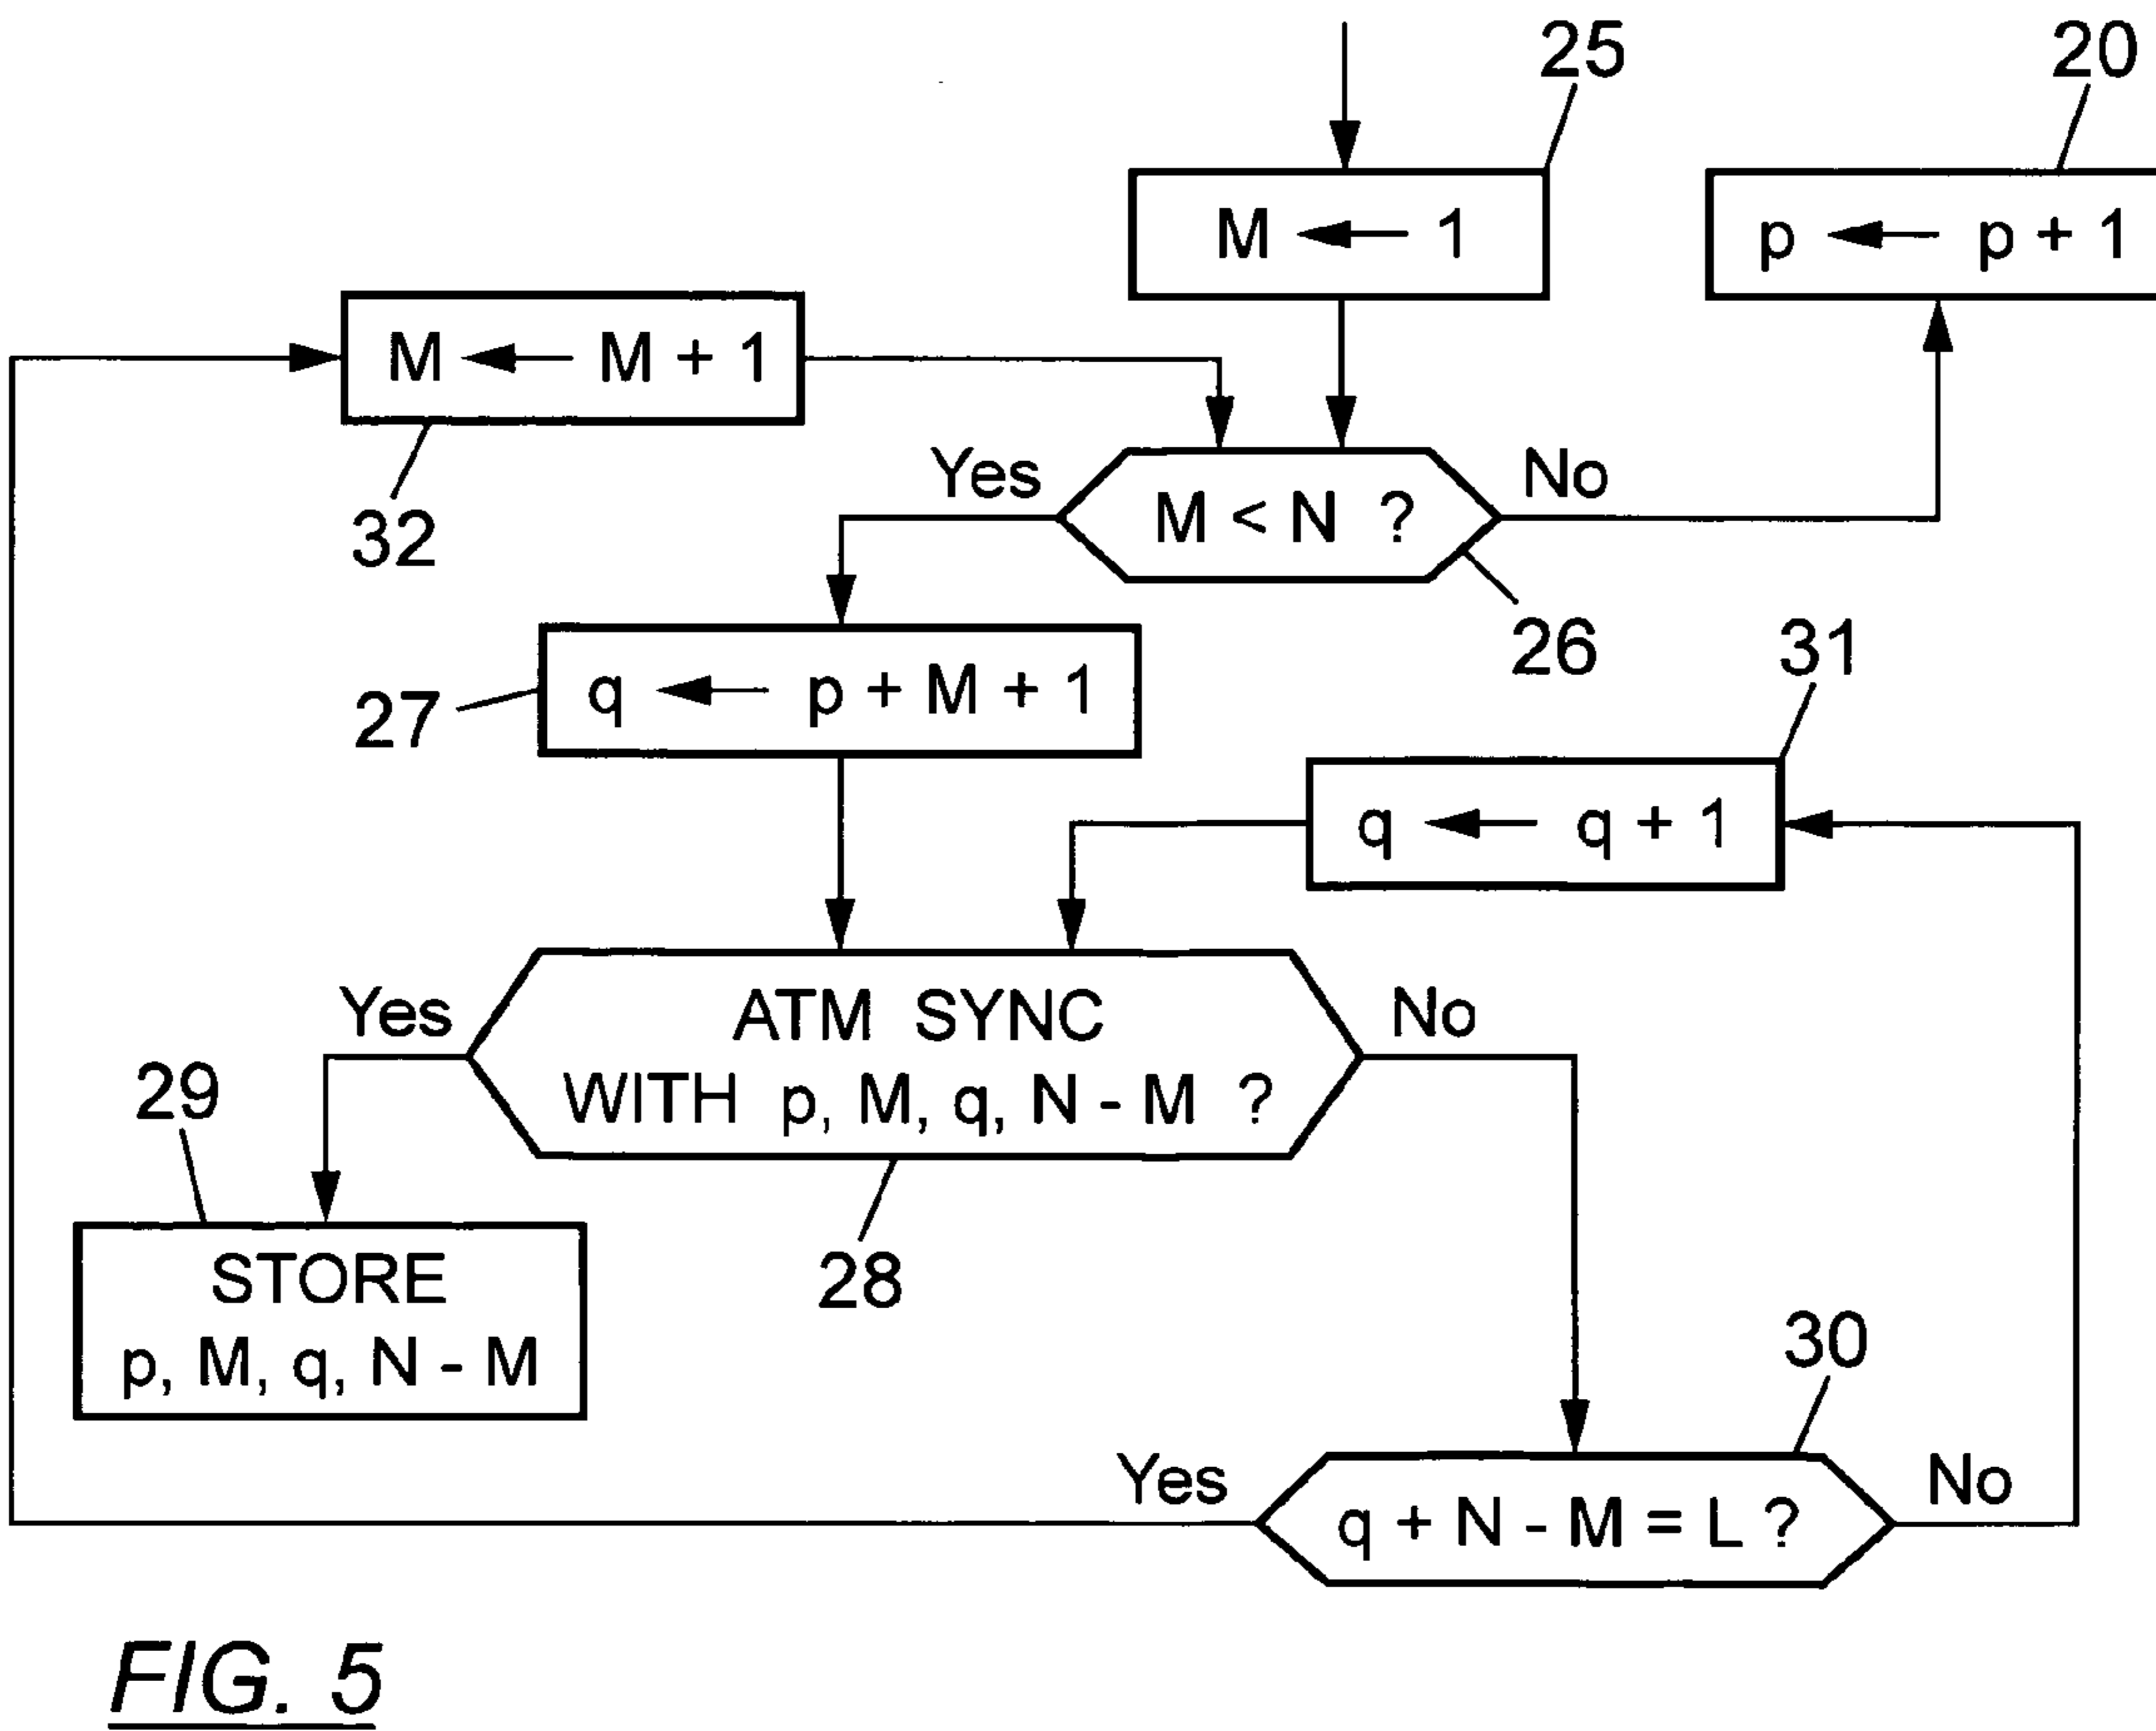 25
20
M ← 1
p ← p + 1
M ← M + 1
32
Yes
M < N ?
No
26
27
q ← p + M + 1
31
q ← q + 1
Yes
ATM SYNC
WITH p, M, q, N - M ?
No
29
28
STORE
p, M, q, N - M
30
Yes
q + N - M = L ?
No
FIG. 5